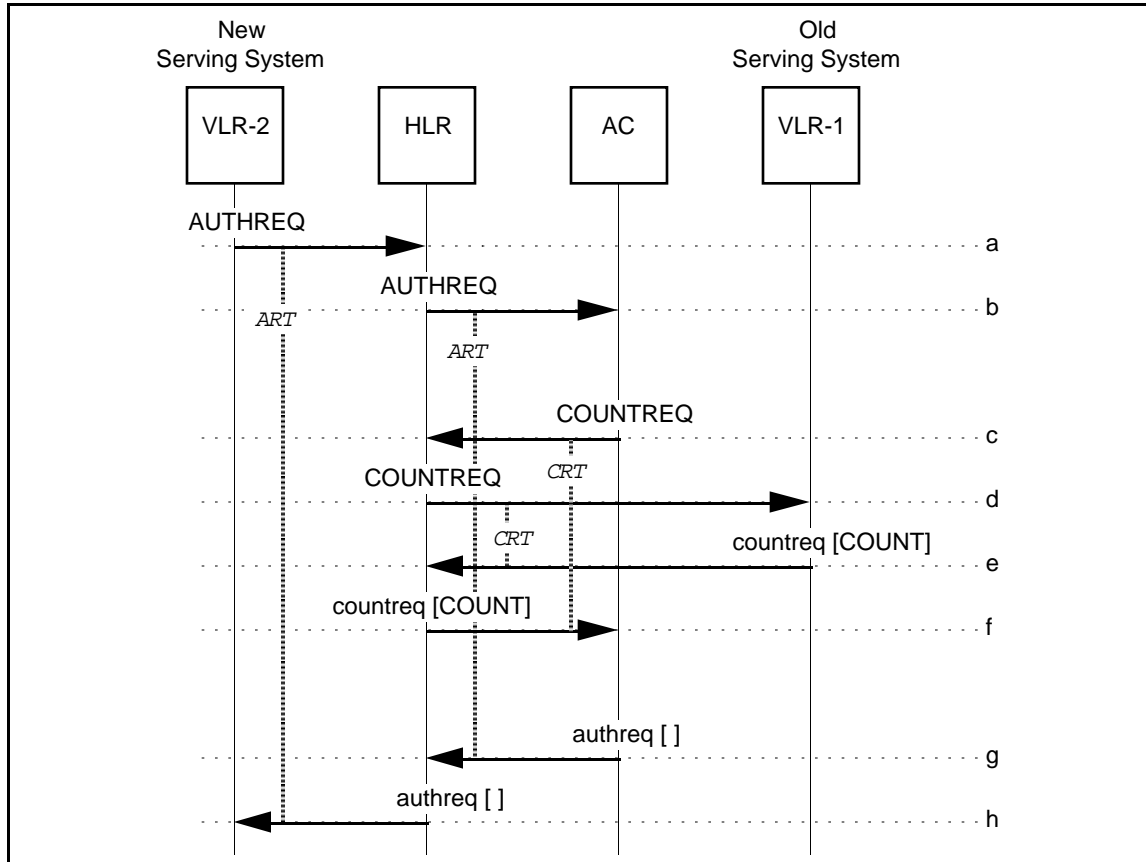 New
Serving System
Old
Serving System
VLR-2
HLR
AC
VLR-1
AUTHREQ
a
AUTHREQ
b
ART
ART
COUNTREQ
c
CRT
COUNTREQ
d
CRT
countreq [COUNT]
e
countreq [COUNT]
f
authreq [ ]
g
authreq [ ]
h